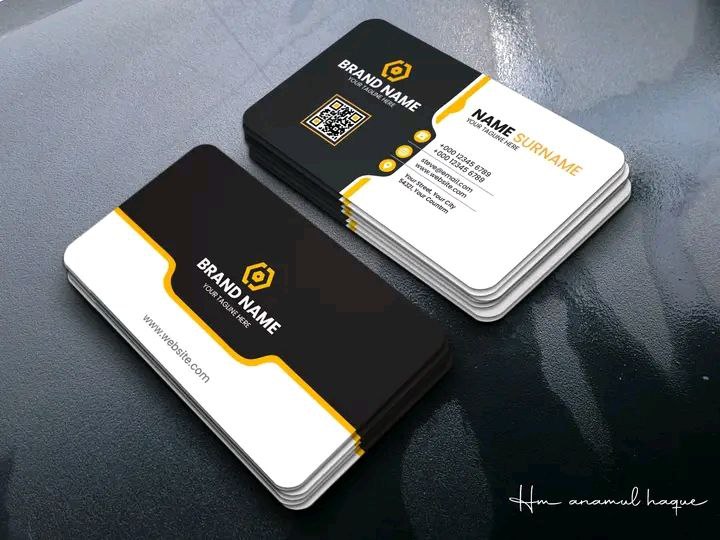 BRAND NAME
YOUR TAGLINE HERE
NAME SURNAME
YOUR TAGLINE HERE
+000 12345 6789
+000 12345 6789
steve@email.com
www.website.com
Your Street, Your City
54321, Your Countrm
BRAND NAME
YOUR TAGLINE HERE
www.website.com
Hm anamul haque